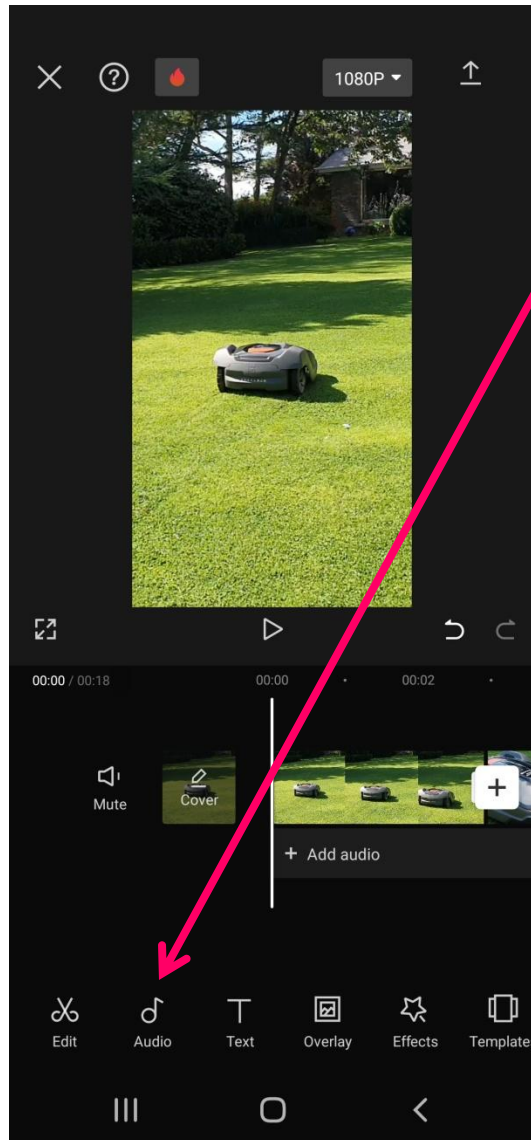 1080P
00:00 / 00:18
00:00
00:02
Mute
Cover
+ Add audio
Edit
Audio
Text
Overlay
Effects
Template